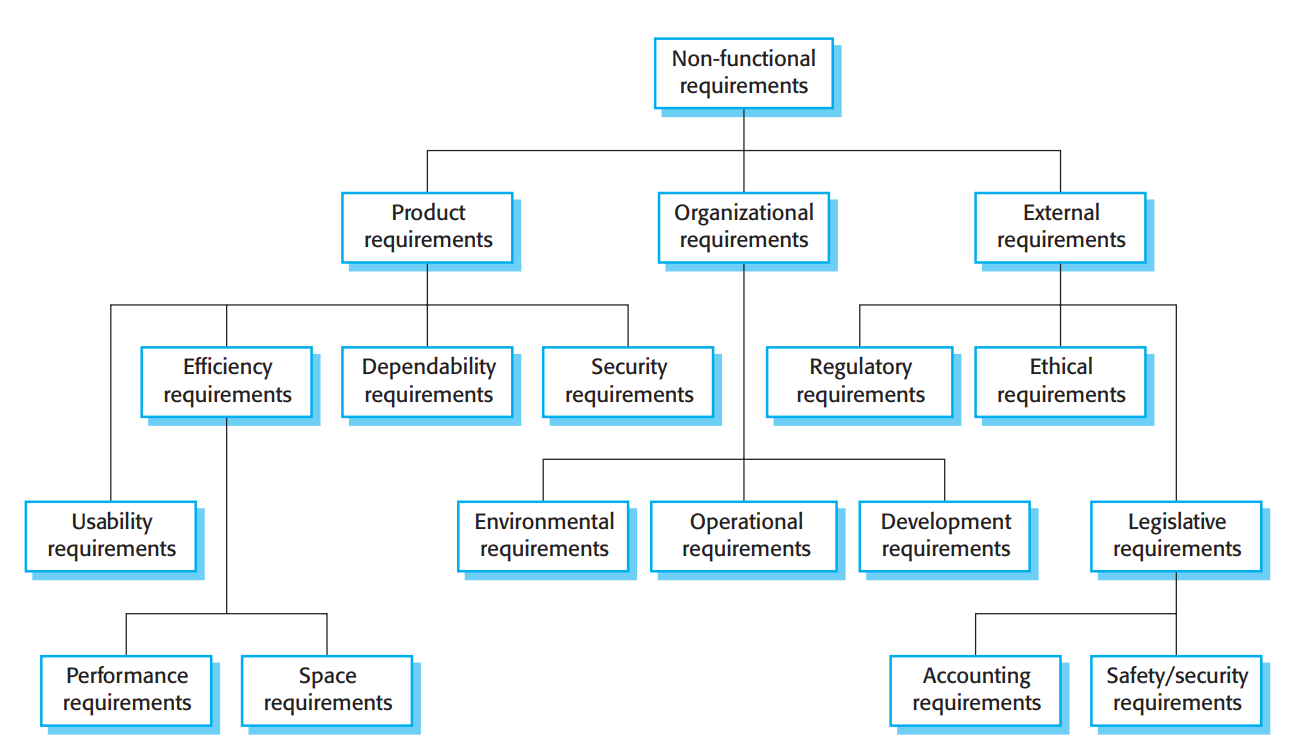 Non-functional
requirements
Product
requirements
Organizational
requirements
External
requirements
Efficiency
requirements
Dependability
requirements
Security
requirements
Regulatory
requirements
Ethical
requirements
Usability
requirements
Environmental
requirements
Operational
requirements
Development
requirements
Legislative
requirements
Performance
requirements
Space
requirements
Accounting
requirements
Safety/security
requirements